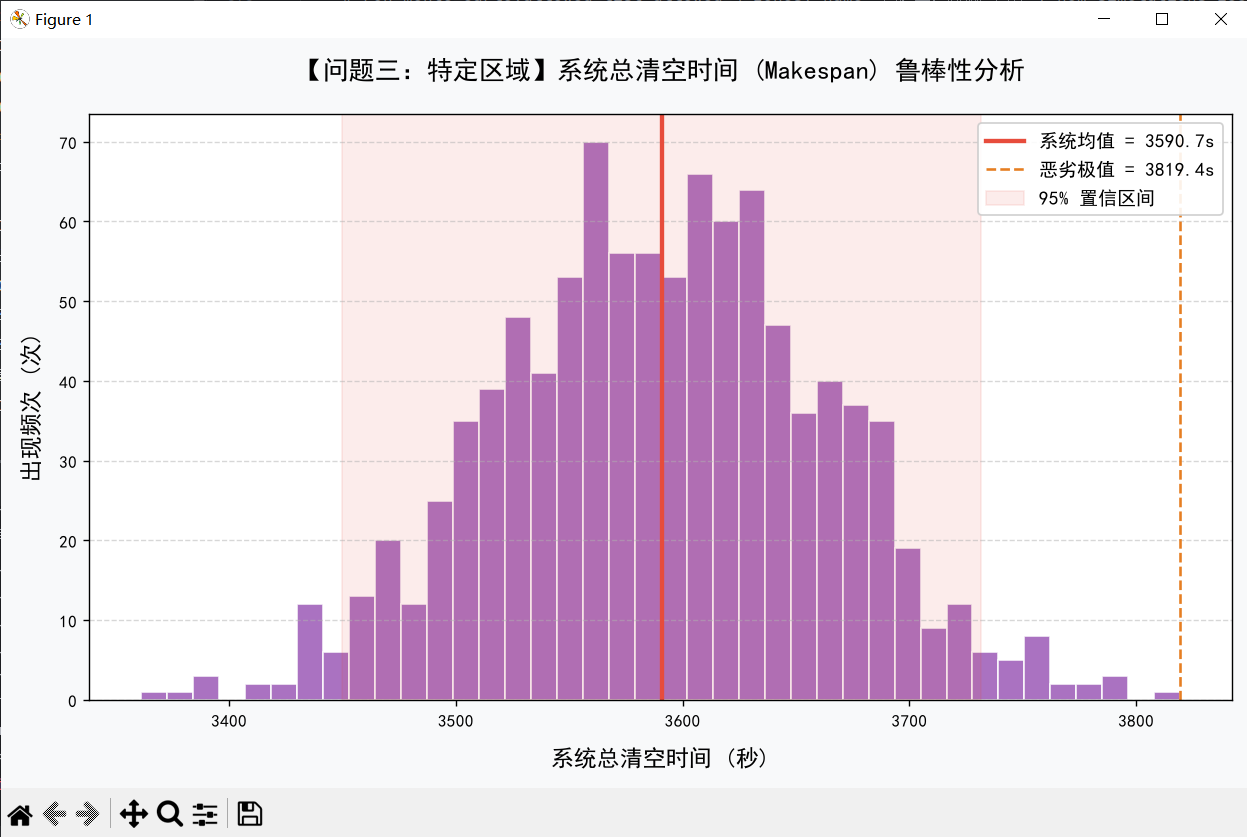 Figure 1
【问题三：特定区域】系统总清空时间 (Makespan) 鲁棒性分析
系统均值 = 3590.7s
恶劣极值 = 3819.4s
95% 置信区间
出现频次 (次)
70
60
50
40
30
20
10
0
3400 3500 3600 3700 3800
系统总清空时间 (秒)